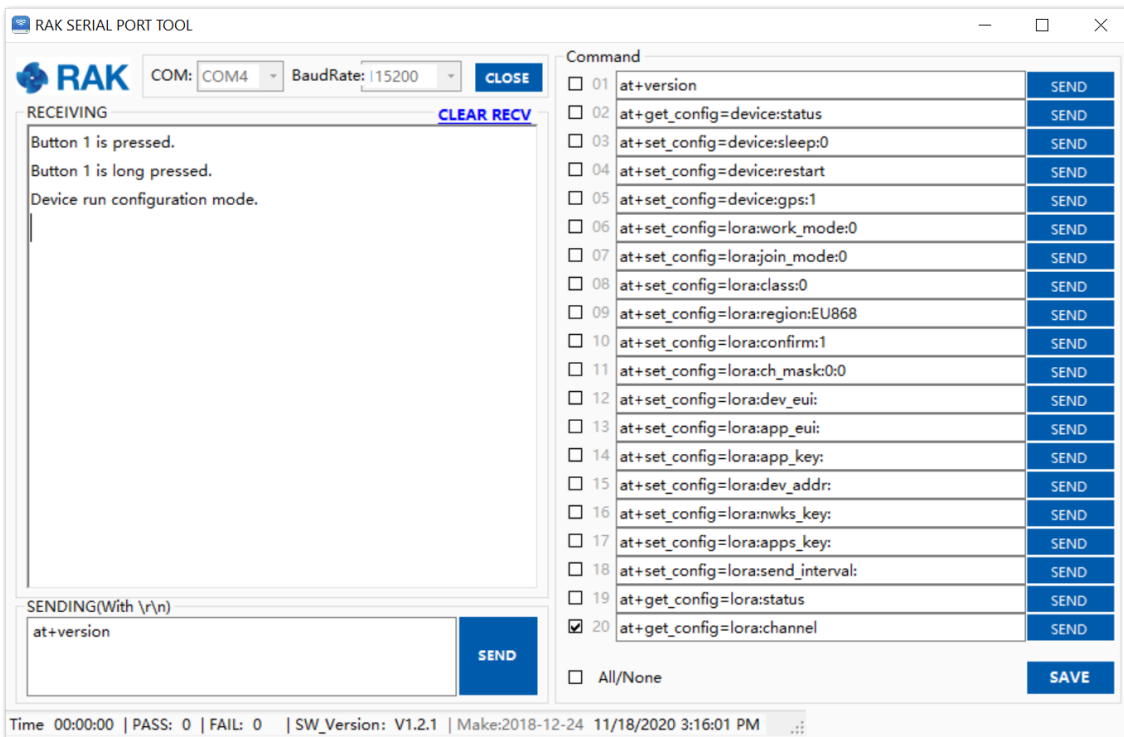 RAK SERIAL PORT TOOL
RAK COM: COM4 BaudRate: 115200 CLOSE
RECEIVING CLEAR RECV
Button 1 is pressed.
Button 1 is long pressed.
Device run configuration mode.
SENDING(With \r\n)
at+version
SEND
Command
01 at+version SEND
02 at+get_config=device:status SEND
03 at+set_config=device:sleep:0 SEND
04 at+set_config=device:restart SEND
05 at+set_config=device:gps:1 SEND
06 at+set_config=lora:work_mode:0 SEND
07 at+set_config=lora:join_mode:0 SEND
08 at+set_config=lora:class:0 SEND
09 at+set_config=lora:region:EU868 SEND
10 at+set_config=lora:confirm:1 SEND
11 at+set_config=lora:ch_mask:0:0 SEND
12 at+set_config=lora:dev_eui: SEND
13 at+set_config=lora:app_eui: SEND
14 at+set_config=lora:app_key: SEND
15 at+set_config=lora:dev_addr: SEND
16 at+set_config=lora:nwks_key: SEND
17 at+set_config=lora:apps_key: SEND
18 at+set_config=lora:send_interval: SEND
19 at+get_config=lora:status SEND
20 at+get_config=lora:channel SEND
All/None SAVE
Time 00:00:00 | PASS: 0 | FAIL: 0 | SW_Version: V1.2.1 | Make:2018-12-24 11/18/2020 3:16:01 PM